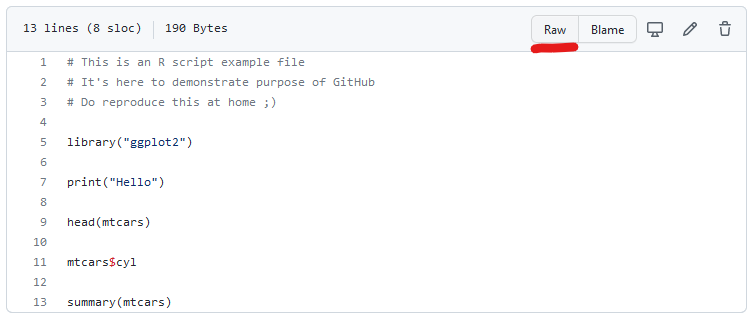 13 lines (8 sloc) 190 Bytes Raw Blame
1 # This is an R script example file
2 # It's here to demonstrate purpose of GitHub
3 # Do reproduce this at home ;)
4
5 library("ggplot2")
6
7 print("Hello")
8
9 head(mtcars)
10
11 mtcars$cyl
12
13 summary(mtcars)